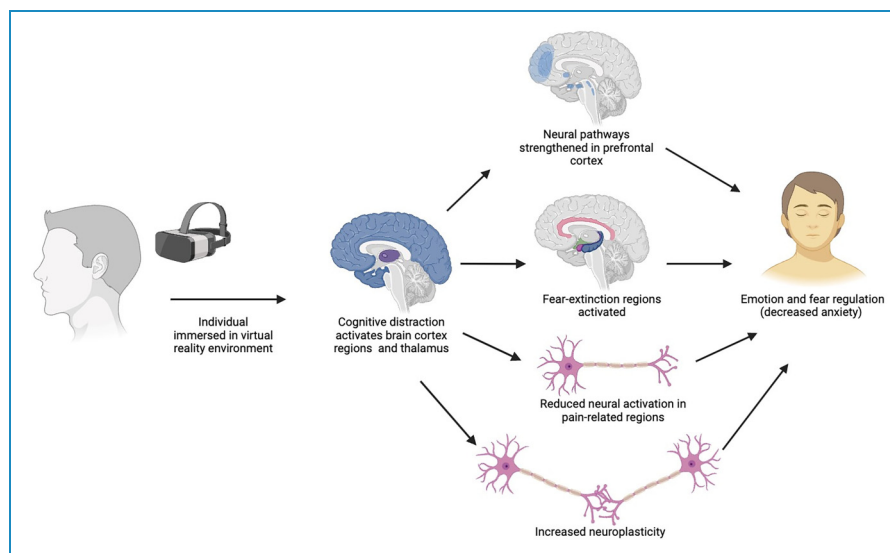 Neural pathways
strengthened in prefrontal
cortex
Individual
immersed in virtual
reality environment
Cognitive distraction
activates brain cortex
regions and thalamus
Fear-extinction regions
activated
Emotion and fear regulation
(decreased anxiety)
Reduced neural activation in
pain-related regions
Increased neuroplasticity